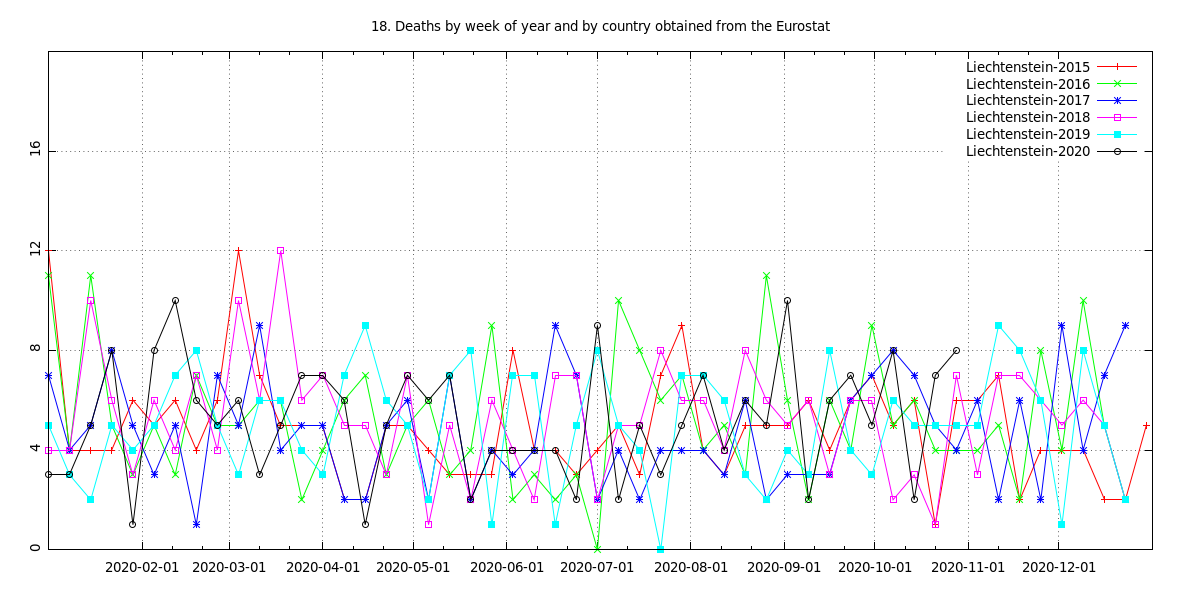 18. Deaths by week of year and by country obtained from the Eurostat
Liechtenstein-2015
Liechtenstein-2016
Liechtenstein-2017
Liechtenstein-2018
Liechtenstein-2019
Liechtenstein-2020
16
12
8
4
0
2020-02-01 2020-03-01 2020-04-01 2020-05-01 2020-06-01 2020-07-01 2020-08-01 2020-09-01 2020-10-01 2020-11-01 2020-12-01